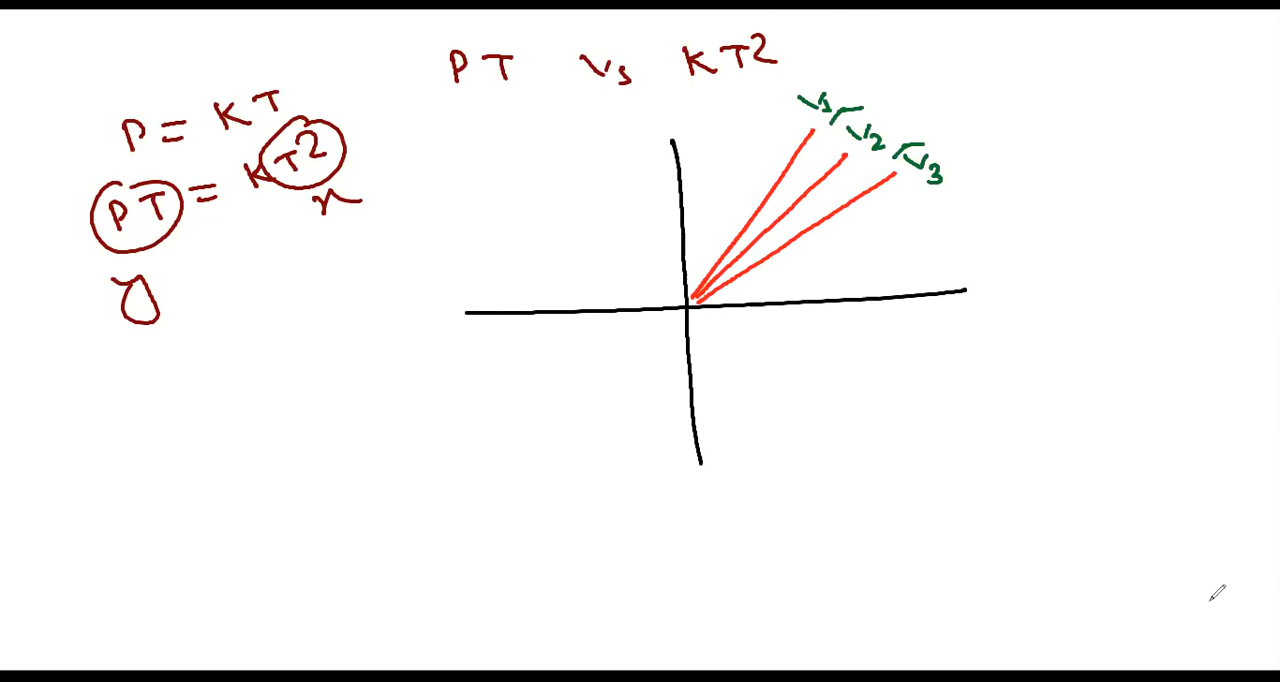 PT Vs KT2
P = KT
PT = KT2
x
y
V1 < V2 < V3